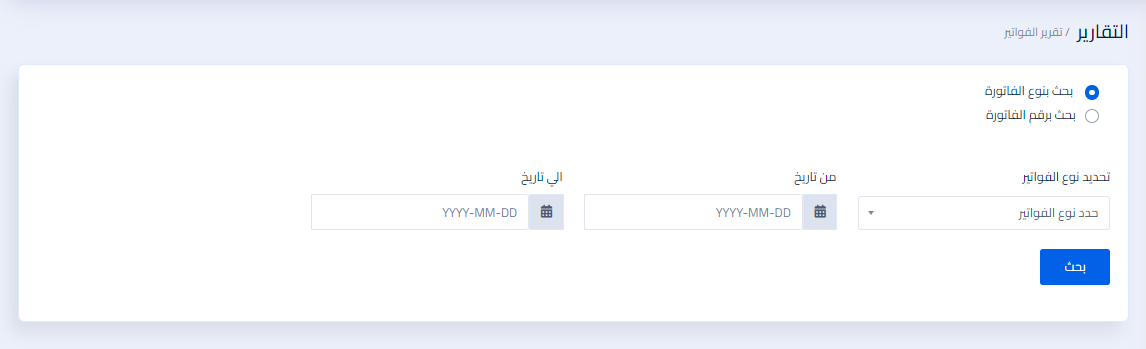 التقارير / تقرير الفواتير
بحث بنوع الفاتورة
بحث برقم الفاتورة
تحديد نوع الفواتير
من تاريخ
الي تاريخ
حدد نوع الفواتير
YYYY-MM-DD
YYYY-MM-DD
بحث